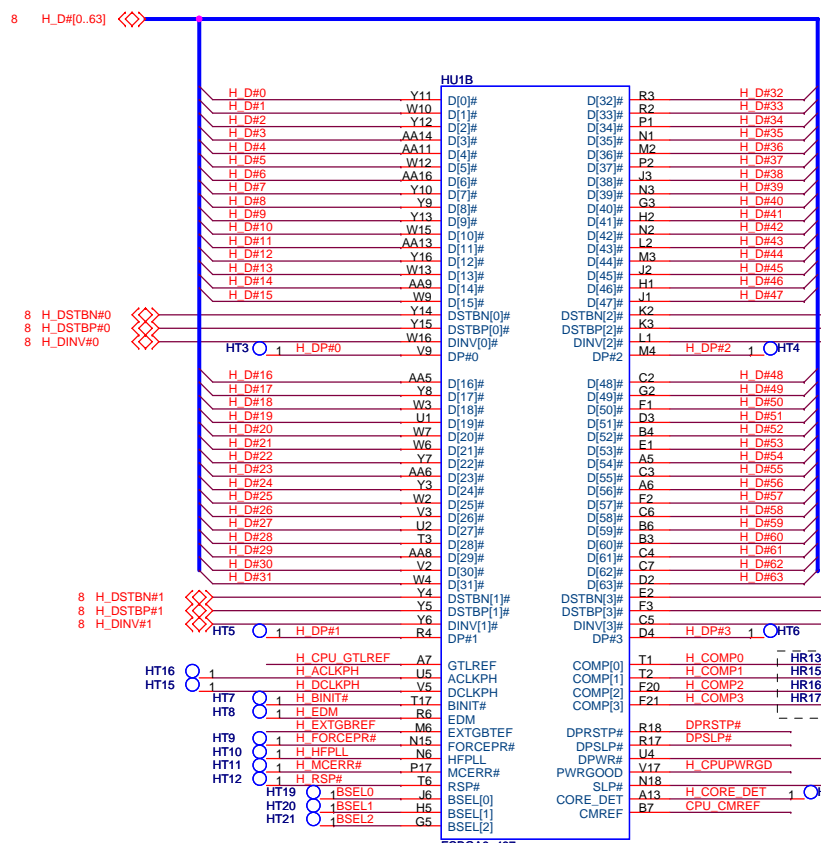 8 H_D#[0..63]
HU1B
H_D#0 Y11 D[0]# D[32]# R3 H_D#32
H_D#1 W10 D[1]# D[33]# R2 H_D#33
H_D#2 Y12 D[2]# D[34]# P1 H_D#34
H_D#3 AA14 D[3]# D[35]# N1 H_D#35
H_D#4 AA11 D[4]# D[36]# M2 H_D#36
H_D#5 W12 D[5]# D[37]# P2 H_D#37
H_D#6 AA16 D[6]# D[38]# J3 H_D#38
H_D#7 Y10 D[7]# D[39]# N3 H_D#39
H_D#8 Y9 D[8]# D[40]# G3 H_D#40
H_D#9 Y13 D[9]# D[41]# H2 H_D#41
H_D#10 W15 D[10]# D[42]# N2 H_D#42
H_D#11 AA13 D[11]# D[43]# L2 H_D#43
H_D#12 Y16 D[12]# D[44]# M3 H_D#44
H_D#13 W13 D[13]# D[45]# J2 H_D#45
H_D#14 AA9 D[14]# D[46]# H1 H_D#46
H_D#15 W9 D[15]# D[47]# J1 H_D#47
8 H_DSTBN#0 Y14 DSTBN[0]# DSTBN[2]# K2
8 H_DSTBP#0 Y15 DSTBP[0]# DSTBP[2]# K3
8 H_DINV#0 W16 DINV[0]# DINV[2]# L1
HT3 1 H_DP#0 V9 DP#0 DP#2 M4 H_DP#2 1 HT4
H_D#16 AA5 D[16]# D[48]# C2 H_D#48
H_D#17 Y8 D[17]# D[49]# G2 H_D#49
H_D#18 W3 D[18]# D[50]# F1 H_D#50
H_D#19 U1 D[19]# D[51]# D3 H_D#51
H_D#20 W7 D[20]# D[52]# B4 H_D#52
H_D#21 W6 D[21]# D[53]# E1 H_D#53
H_D#22 Y7 D[22]# D[54]# A5 H_D#54
H_D#23 AA6 D[23]# D[55]# C3 H_D#55
H_D#24 Y3 D[24]# D[56]# A6 H_D#56
H_D#25 W2 D[25]# D[57]# F2 H_D#57
H_D#26 V3 D[26]# D[58]# C6 H_D#58
H_D#27 U2 D[27]# D[59]# B6 H_D#59
H_D#28 T3 D[28]# D[60]# B3 H_D#60
H_D#29 AA8 D[29]# D[61]# C4 H_D#61
H_D#30 V2 D[30]# D[62]# C7 H_D#62
H_D#31 W4 D[31]# D[63]# D2 H_D#63
8 H_DSTBN#1 Y4 DSTBN[1]# DSTBN[3]# E2
8 H_DSTBP#1 Y5 DSTBP[1]# DSTBP[3]# F3
8 H_DINV#1 Y6 DINV[1]# DINV[3]# C5
HT5 1 H_DP#1 R4 DP#1 DP#3 D4 H_DP#3 1 HT6
H_CPU_GTLREF A7 GTLREF COMP[0] T1 H_COMP0 HR13
HT16 1 H_ACLKPH U5 ACLKPH COMP[1] T2 H_COMP1 HR15
HT15 1 H_DCLKPH V5 DCLKPH COMP[2] F20 H_COMP2 HR16
HT7 1 H_BINIT# T17 BINIT# COMP[3] F21 H_COMP3 HR17
HT8 1 H_EDM R6 EDM
H_EXTGBREF M6 EXTGBTEF DPRSTP# R18 DPRSTP#
HT9 1 H_FORCEPR# N15 FORCEPR# DPSLP# R17 DPSLP#
HT10 1 H_HFPLL N6 HFPLL DPWR# U4
HT11 1 H_MCERR# P17 MCERR# PWRGOOD V17 H_CPUPWRGD
HT12 1 H_RSP# T6 RSP# SLP# N18
HT19 1 BSEL0 J6 BSEL[0] CORE_DET A13 H_CORE_DET 1
HT20 1 BSEL1 H5 BSEL[1] CMREF B7 CPU_CMREF
HT21 1 BSEL2 G5 BSEL[2]